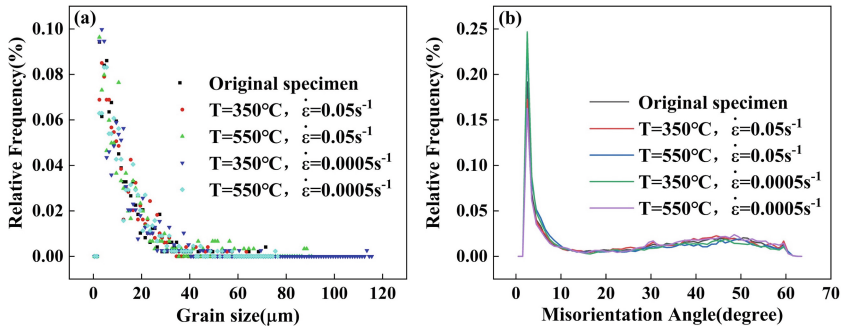 (a)
Relative Frequency(%)
0.10
0.08
0.06
0.04
0.02
0.00
Original specimen
T=350°C, ε̇=0.05s⁻¹
T=550°C, ε̇=0.05s⁻¹
T=350°C, ε̇=0.0005s⁻¹
T=550°C, ε̇=0.0005s⁻¹
0 20 40 60 80 100 120
Grain size(μm)
(b)
Relative Frequency(%)
0.25
0.20
0.15
0.10
0.05
0.00
Original specimen
T=350°C, ε̇=0.05s⁻¹
T=550°C, ε̇=0.05s⁻¹
T=350°C, ε̇=0.0005s⁻¹
T=550°C, ε̇=0.0005s⁻¹
0 10 20 30 40 50 60 70
Misorientation Angle(degree)